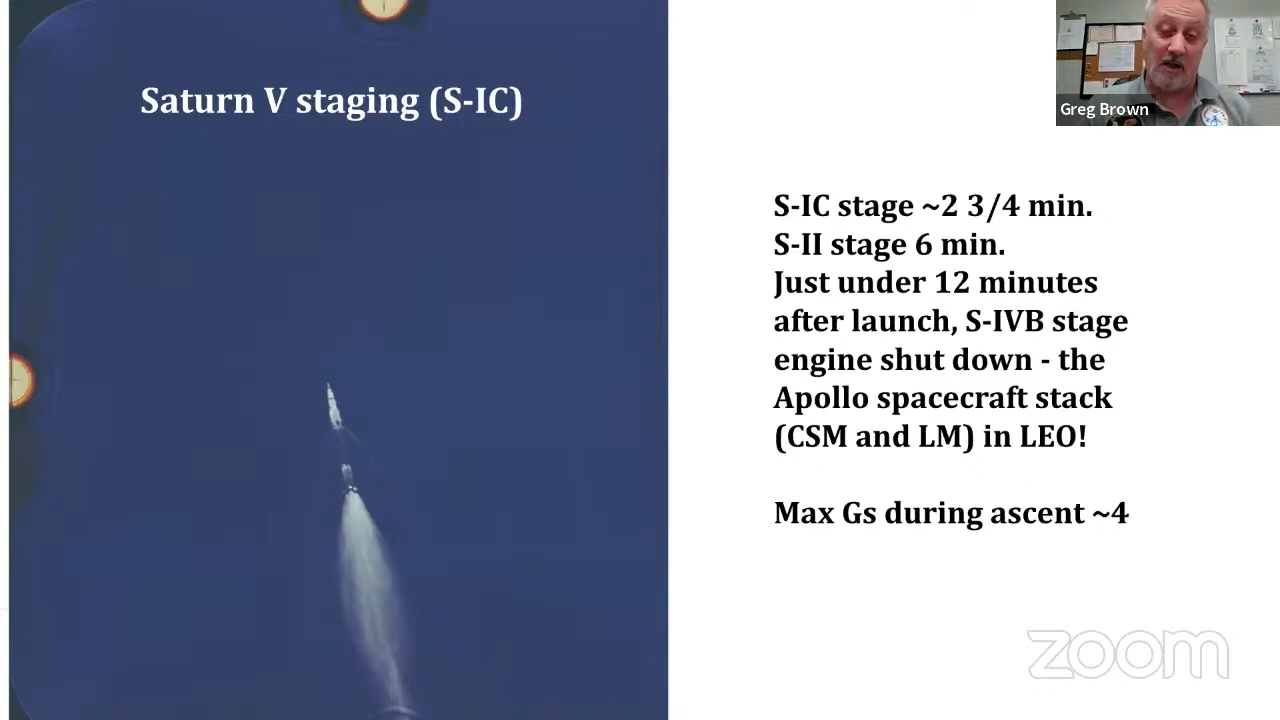 Saturn V staging (S-IC)
Greg Brown
S-IC stage ~2 3/4 min.
S-II stage 6 min.
Just under 12 minutes
after launch, S-IVB stage
engine shut down - the
Apollo spacecraft stack
(CSM and LM) in LEO!
Max Gs during ascent ~4
zoom